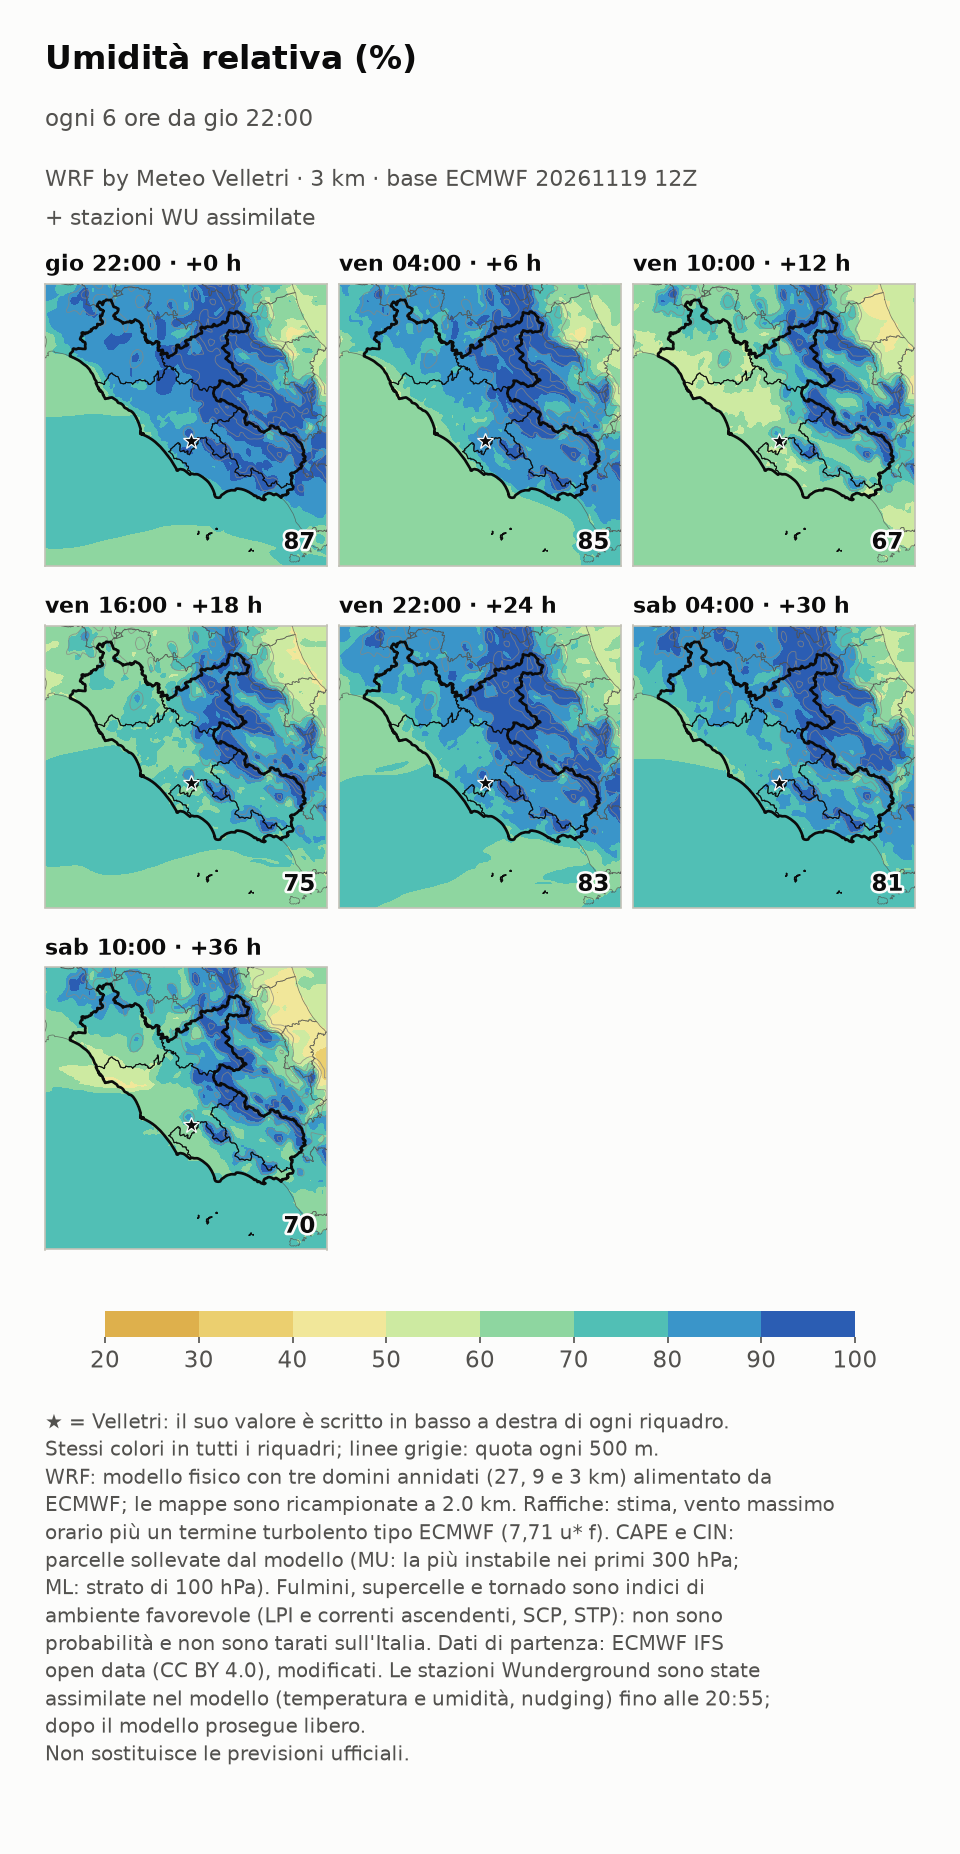 Umidità relativa (%)
ogni 6 ore da gio 22:00
WRF by Meteo Velletri · 3 km · base ECMWF 20261119 12Z
+ stazioni WU assimilate
gio 22:00 · +0 h
ven 04:00 · +6 h
ven 10:00 · +12 h
87
85
67
ven 16:00 · +18 h
ven 22:00 · +24 h
sab 04:00 · +30 h
75
83
81
sab 10:00 · +36 h
70
20 30 40 50 60 70 80 90 100
★ = Velletri: il suo valore è scritto in basso a destra di ogni riquadro.
Stessi colori in tutti i riquadri; linee grigie: quota ogni 500 m.
WRF: modello fisico con tre domini annidati (27, 9 e 3 km) alimentato da
ECMWF; le mappe sono ricampionate a 2.0 km. Raffiche: stima, vento massimo
orario più un termine turbolento tipo ECMWF (7,71 u* f). CAPE e CIN:
parcelle sollevate dal modello (MU: la più instabile nei primi 300 hPa;
ML: strato di 100 hPa). Fulmini, supercelle e tornado sono indici di
ambiente favorevole (LPI e correnti ascendenti, SCP, STP): non sono
probabilità e non sono tarati sull'Italia. Dati di partenza: ECMWF IFS
open data (CC BY 4.0), modificati. Le stazioni Wunderground sono state
assimilate nel modello (temperatura e umidità, nudging) fino alle 20:55;
dopo il modello prosegue libero.
Non sostituisce le previsioni ufficiali.